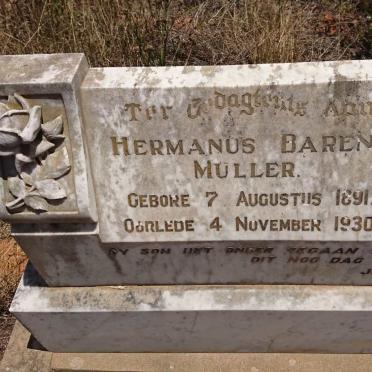 Ter Gedagtenis Aan
HERMANUS BAREN
MULLER.
GEBORE 7 AUGUSTUS 1891
OORLEDE 4 NOVEMBER 1930
SY SON HET ONDER GEGAAN
DIT NOG DAG